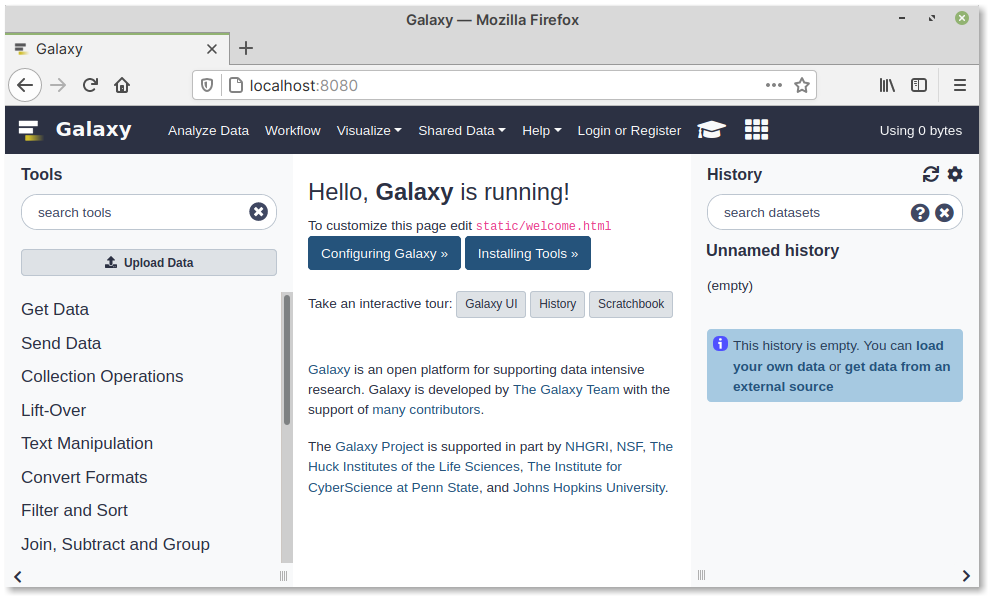 Galaxy — Mozilla Firefox
Galaxy
localhost:8080
Galaxy
Analyze Data Workflow Visualize Shared Data Help Login or Register
Using 0 bytes
Tools
search tools
Upload Data
Get Data
Send Data
Collection Operations
Lift-Over
Text Manipulation
Convert Formats
Filter and Sort
Join, Subtract and Group
Hello, Galaxy is running!
To customize this page edit static/welcome.html
Configuring Galaxy » Installing Tools »
Take an interactive tour: Galaxy UI History Scratchbook
Galaxy is an open platform for supporting data intensive
research. Galaxy is developed by The Galaxy Team with the
support of many contributors.
The Galaxy Project is supported in part by NHGRI, NSF, The
Huck Institutes of the Life Sciences, The Institute for
CyberScience at Penn State, and Johns Hopkins University.
History
search datasets
Unnamed history
(empty)
This history is empty. You can load
your own data or get data from an
external source